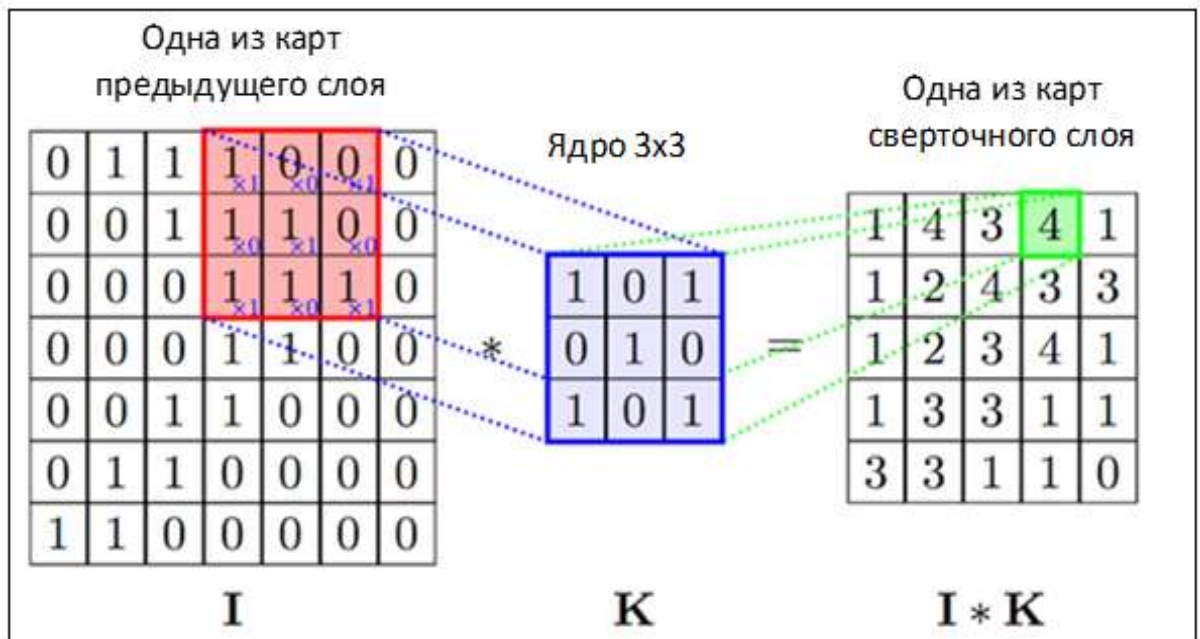 Одна из карт
предыдущего слоя
Ядро 3x3
Одна из карт
сверточного слоя
0 1 1 1 0 0 0
×1 ×0 ×1
0 0 1 1 1 0 0
×0 ×1 ×0
0 0 0 1 1 1 0
×1 ×0 ×1
0 0 0 1 1 0 0
0 0 1 1 0 0 0
0 1 1 0 0 0 0
1 1 0 0 0 0 0
*
1 0 1
0 1 0
1 0 1
=
1 4 3 4 1
1 2 4 3 3
1 2 3 4 1
1 3 3 1 1
3 3 1 1 0
I
K
I * K